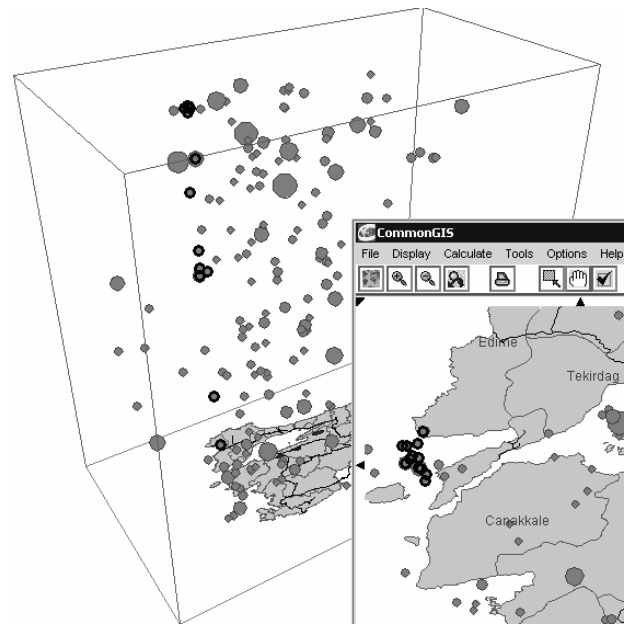 CommonGIS
File Display Calculate Tools Options Help
Edirne
Tekirdag
Canakkale